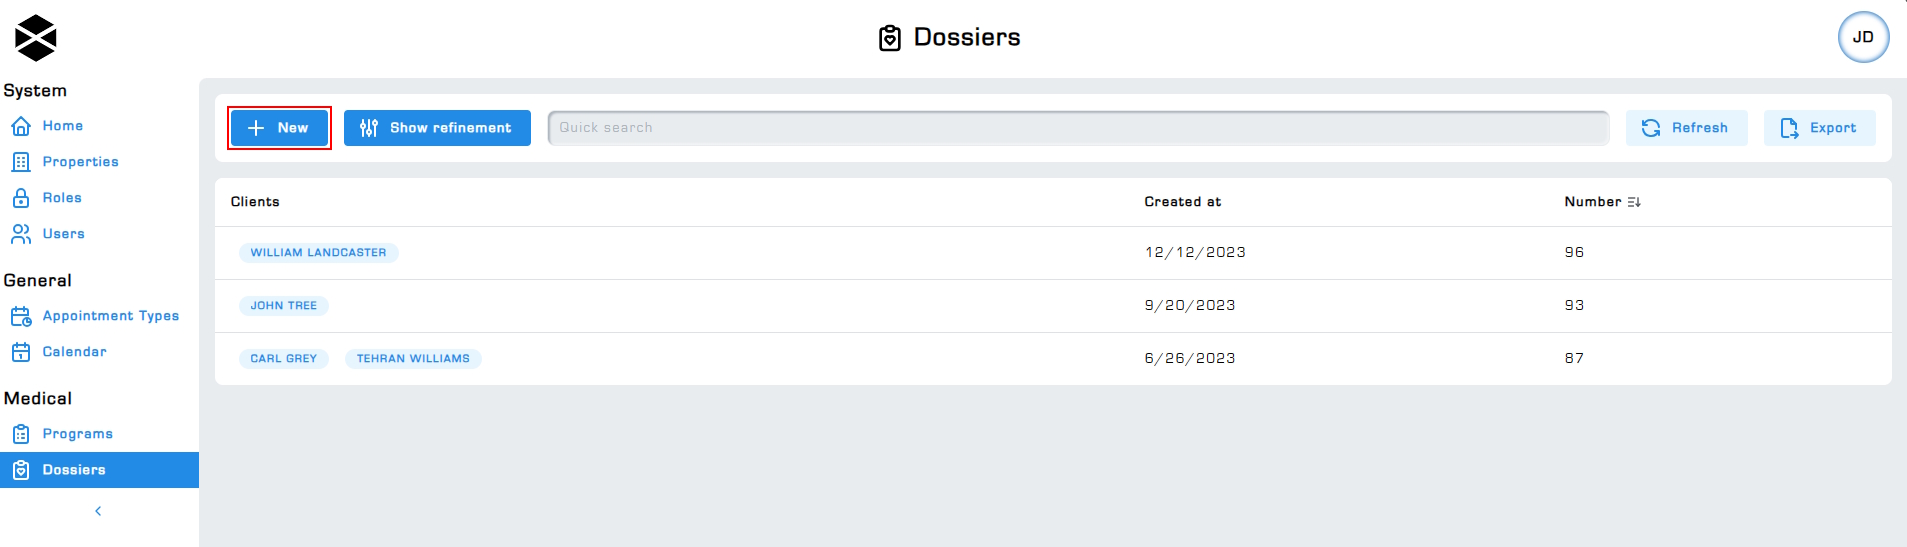 Dossiers
JD
System
Home
Properties
Roles
Users
General
Appointment Types
Calendar
1
Medical
Programs
Dossiers
New
Show refinement
Quick search
Refresh
Export
Clients Created at Number
WILLIAM LANDCASTER 12/12/2023 96
JOHN TREE 9/20/2023 93
CARL GREY TEHRAN WILLIAMS 6/26/2023 87